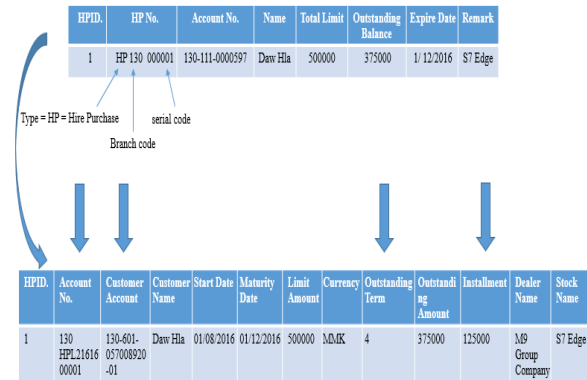 HPID. HP No. Account No. Name Total Limit Outstanding Balance Expire Date Remark
1 HP 130 000001 130-111-0000597 Daw Hla 500000 375000 1/ 12/2016 S7 Edge
Type = HP = Hire Purchase
serial code
Branch code
HPID. Account No. Customer Account Customer Name Start Date Maturity Date Limit Amount Currency Outstanding Term Outstandi ng Amount Installment Dealer Name Stock Name
1 130 HPL21616 00001 130-601-057008920-01 Daw Hla 01/08/2016 01/12/2016 500000 MMK 4 375000 125000 M9 Group Company S7 Edge